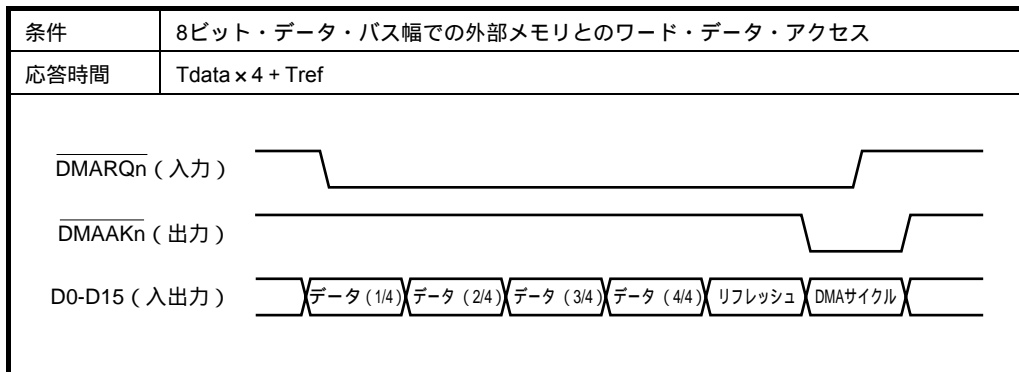 条件 8ビット・データ・バス幅での外部メモリとのワード・データ・アクセス
応答時間 Tdata×4+Tref
DMARQn(入力)
DMAAKn(出力)
D0-D15(入出力) データ(1/4) データ(2/4) データ(3/4) データ(4/4) リフレッシュ DMAサイクル